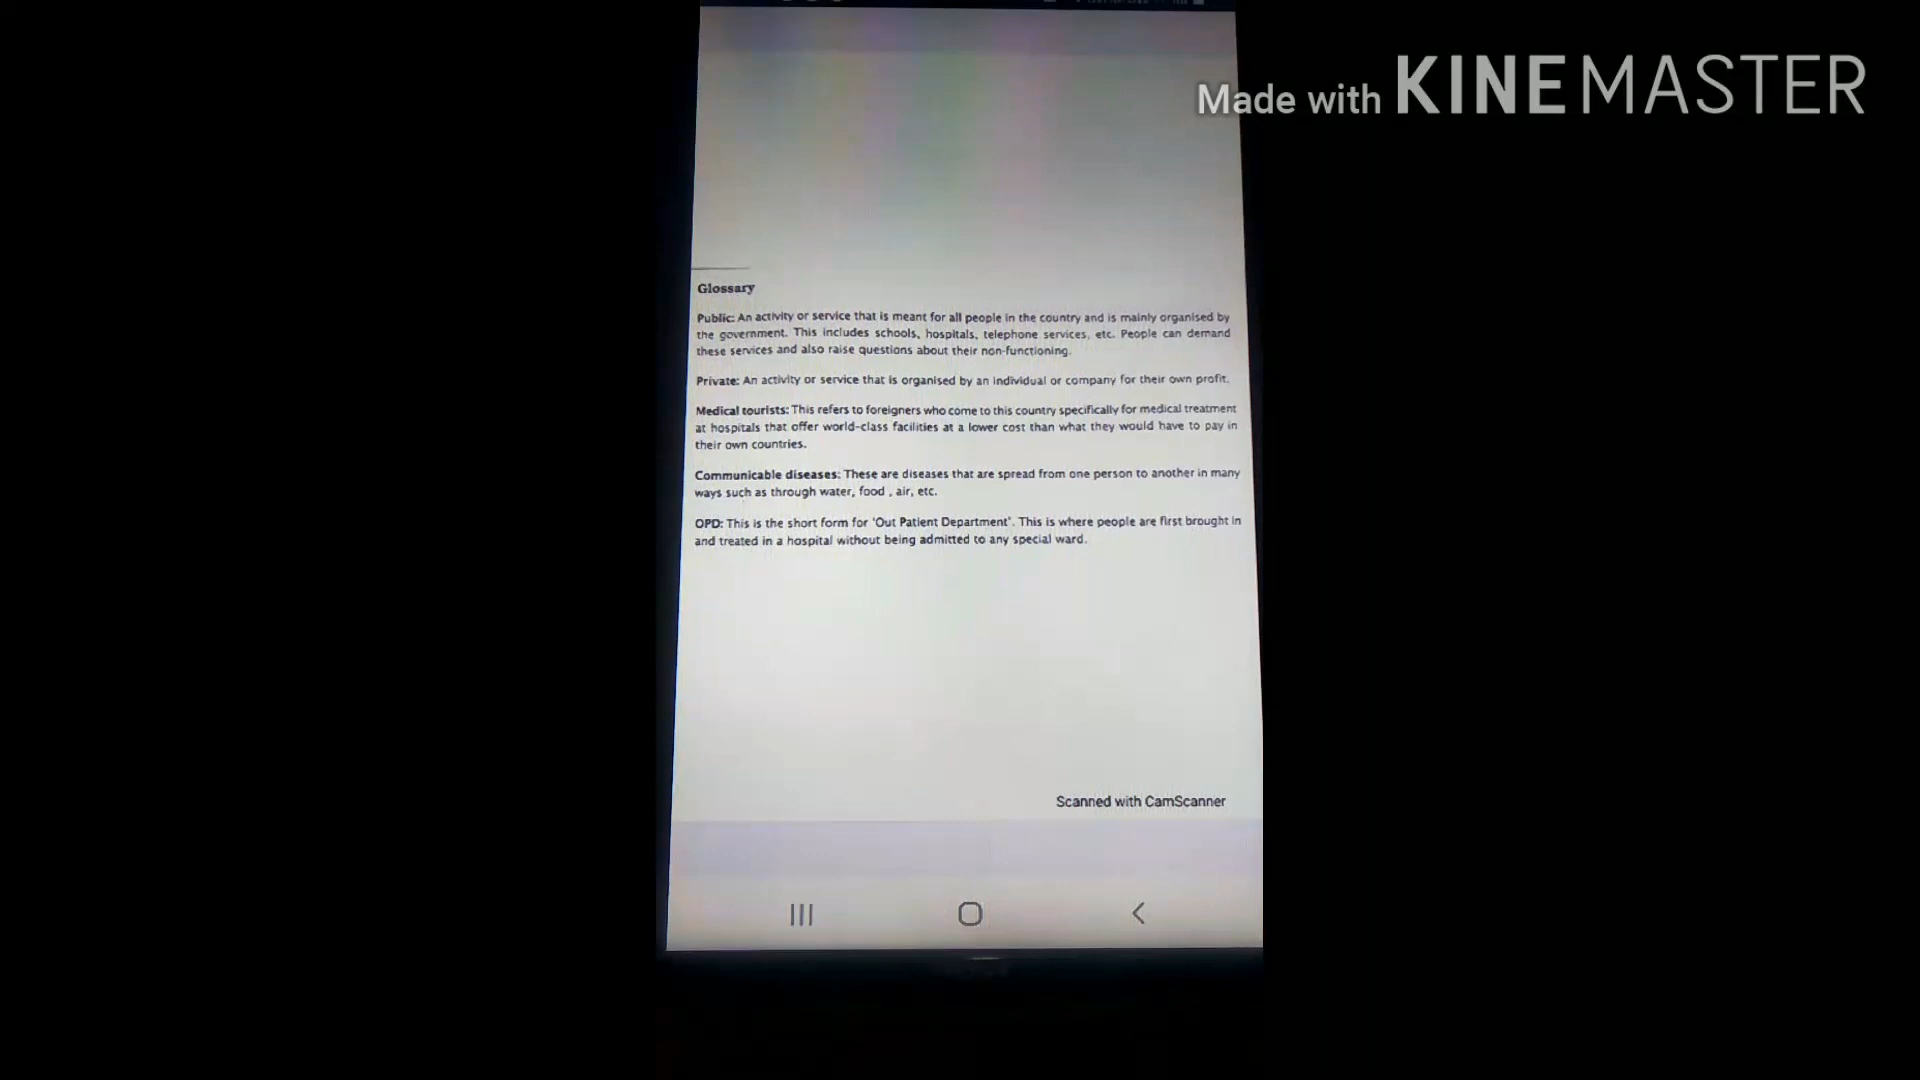 Made with KINEMASTER
Glossary
Public: An activity or service that is meant for all people in the country and is mainly organised by
the government. This includes schools, hospitals, telephone services, etc. People can demand
these services and also raise questions about their non-functioning.
Private: An activity or service that is organised by an individual or company for their own profit.
Medical tourists: This refers to foreigners who come to this country specifically for medical treatment
at hospitals that offer world-class facilities at a lower cost than what they would have to pay in
their own countries.
Communicable diseases: These are diseases that are spread from one person to another in many
ways such as through water, food , air, etc.
OPD: This is the short form for 'Out Patient Department'. This is where people are first brought in
and treated in a hospital without being admitted to any special ward.
Scanned with CamScanner